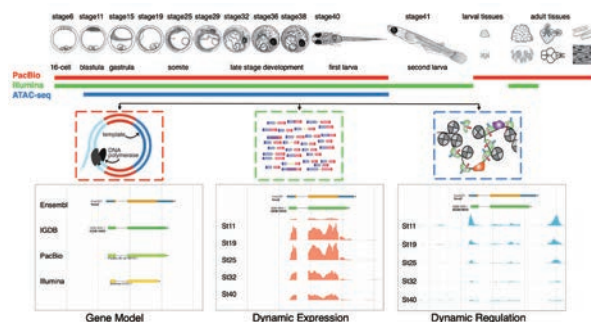 stage6 stage11 stage15 stage19 stage25 stage29 stage32 stage36 stage38 stage40 stage41 larval tissues adult tissues
16-cell blastula gastrula somite late stage development first larva second larva
PacBio
Illumina
ATAC-seq
template
DNA
polymerase
Ensembl
IGDB
PacBio
Illumina
St11
St19
St25
St32
St40
St11
St19
St25
St32
St40
Gene Model Dynamic Expression Dynamic Regulation